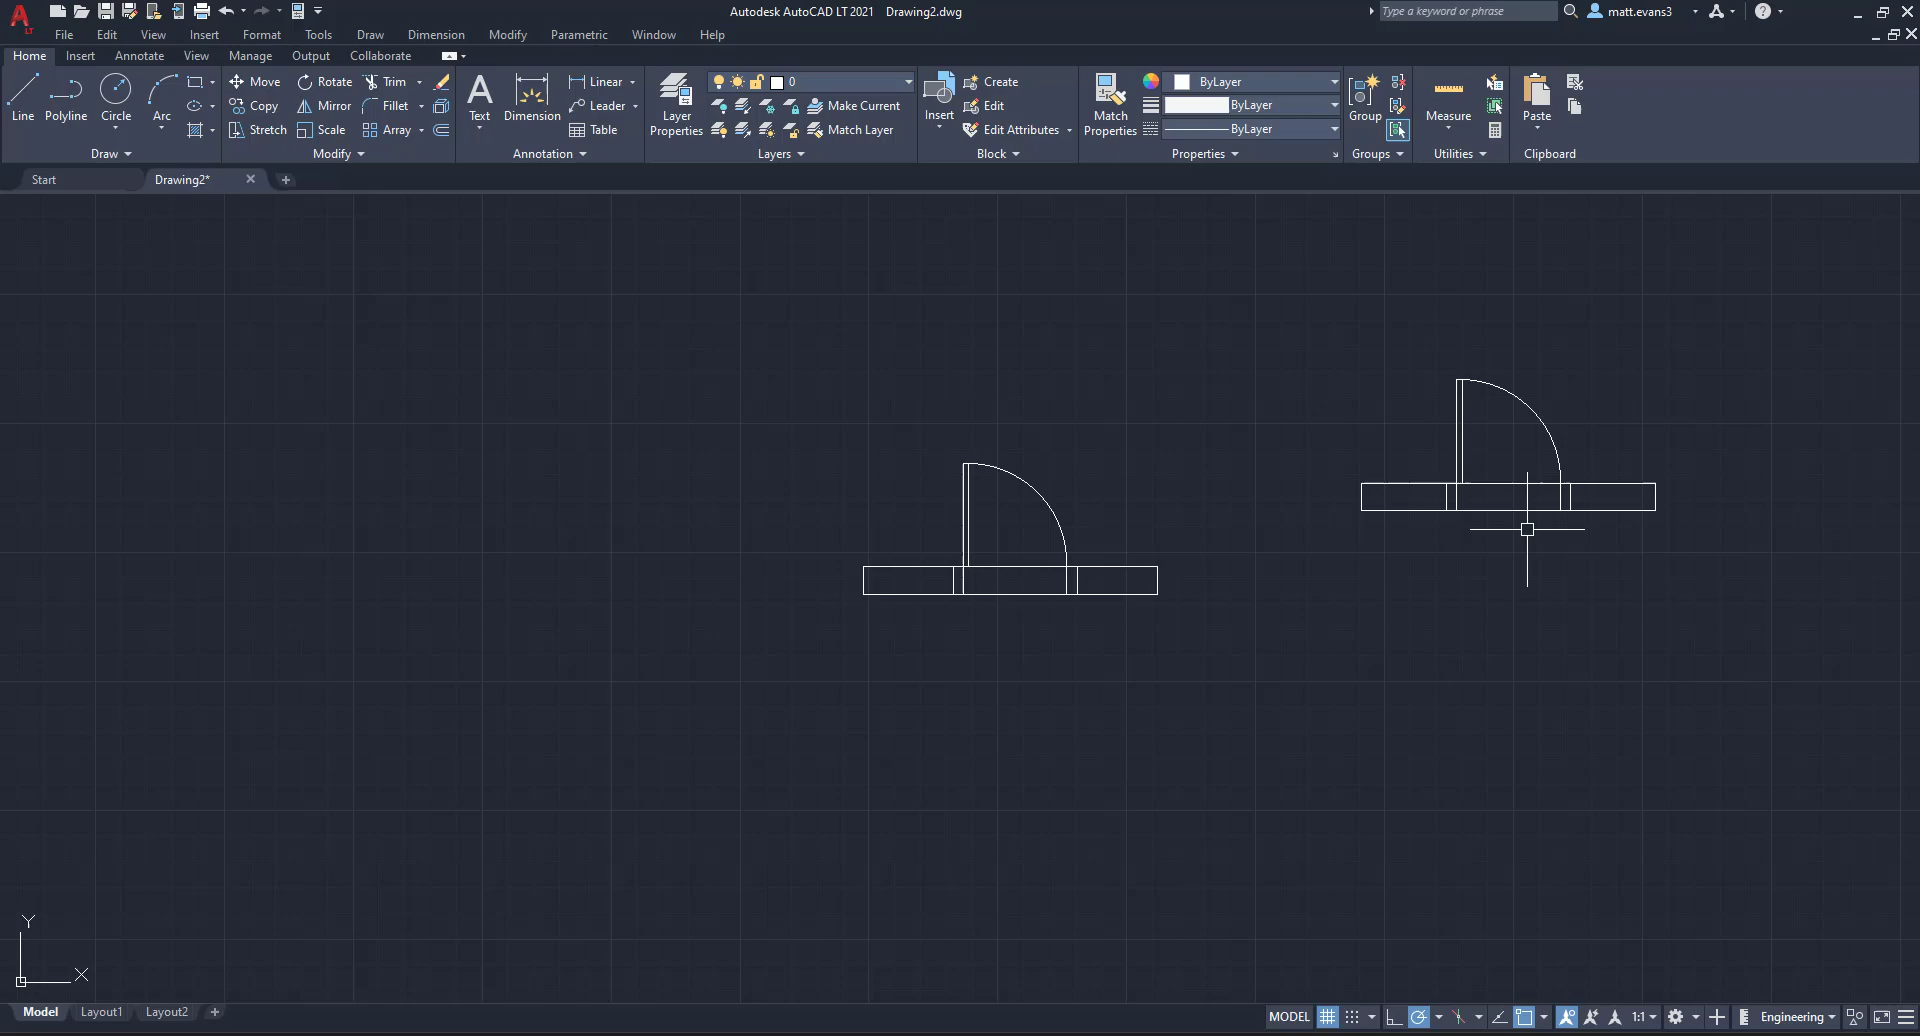 Autodesk AutoCAD LT 2021 Drawing2.dwg
Type a keyword or phrase
matt.evans3
LT
File Edit View Insert Format Tools Draw Dimension Modify Parametric Window Help
Home Insert Annotate View Manage Output Collaborate
Line Polyline Circle Arc
Draw
Move Rotate Trim
Copy Mirror Fillet
Stretch Scale Array
Modify
Text Dimension
Linear
Leader
Table
Annotation
Layer Properties
0
Make Current
Match Layer
Layers
Insert
Create
Edit
Edit Attributes
Block
Match Properties
ByLayer
ByLayer
ByLayer
Properties
Group
Groups
Measure
Utilities
Paste
Clipboard
Start Drawing2*
Y
X
Model Layout1 Layout2
MODEL 1:1 Engineering